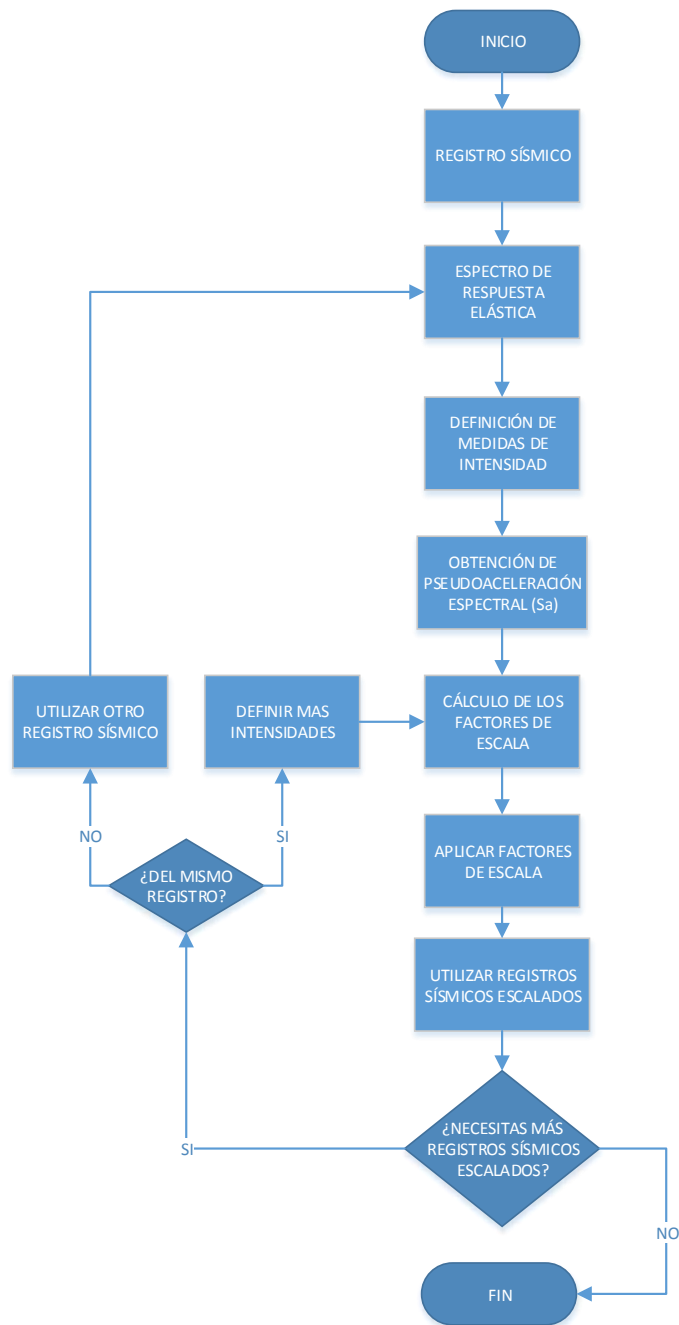 INICIO
REGISTRO SÍSMICO
ESPECTRO DE
RESPUESTA
ELÁSTICA
DEFINICIÓN DE
MEDIDAS DE
INTENSIDAD
OBTENCIÓN DE
PSEUDOACELERACIÓN
ESPECTRAL (Sa)
UTILIZAR OTRO
REGISTRO SÍSMICO
DEFINIR MAS
INTENSIDADES
CÁLCULO DE LOS
FACTORES DE
ESCALA
NO
SI
¿DEL MISMO
REGISTRO?
APLICAR FACTORES
DE ESCALA
UTILIZAR REGISTROS
SÍSMICOS ESCALADOS
¿NECESITAS MÁS
REGISTROS SÍSMICOS
ESCALADOS?
SI
NO
FIN